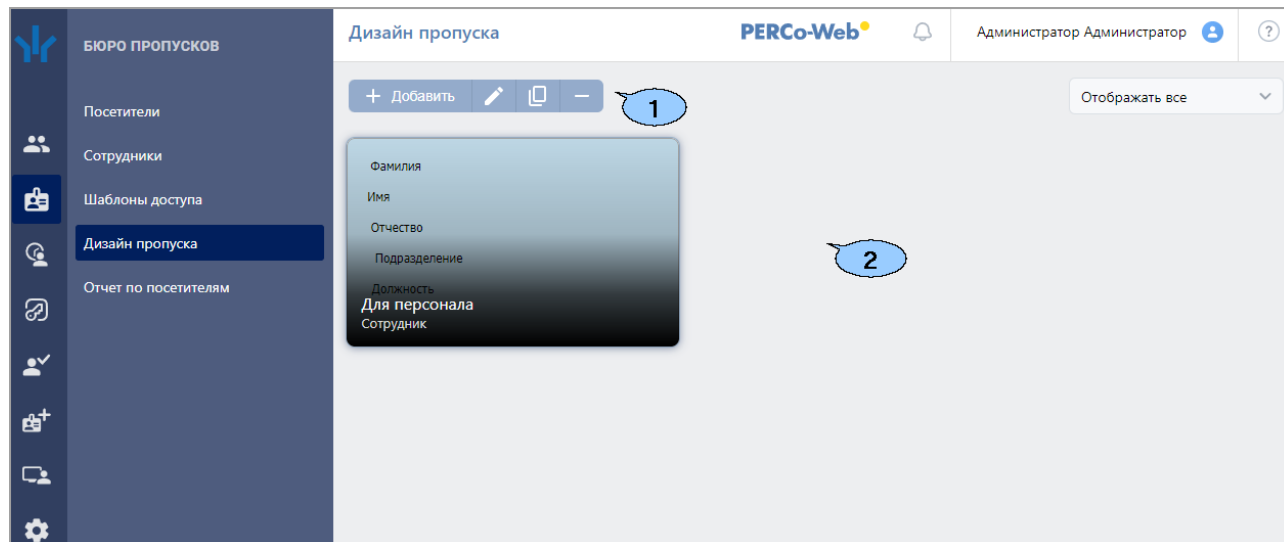 БЮРО ПРОПУСКОВ
Посетители
Сотрудники
Шаблоны доступа
Дизайн пропуска
Отчет по посетителям
Дизайн пропуска
PERCo-Web
Администратор Администратор
?
+ Добавить
1
Отображать все
Фамилия
Имя
Отчество
Подразделение
Должность
Для персонала
Сотрудник
2